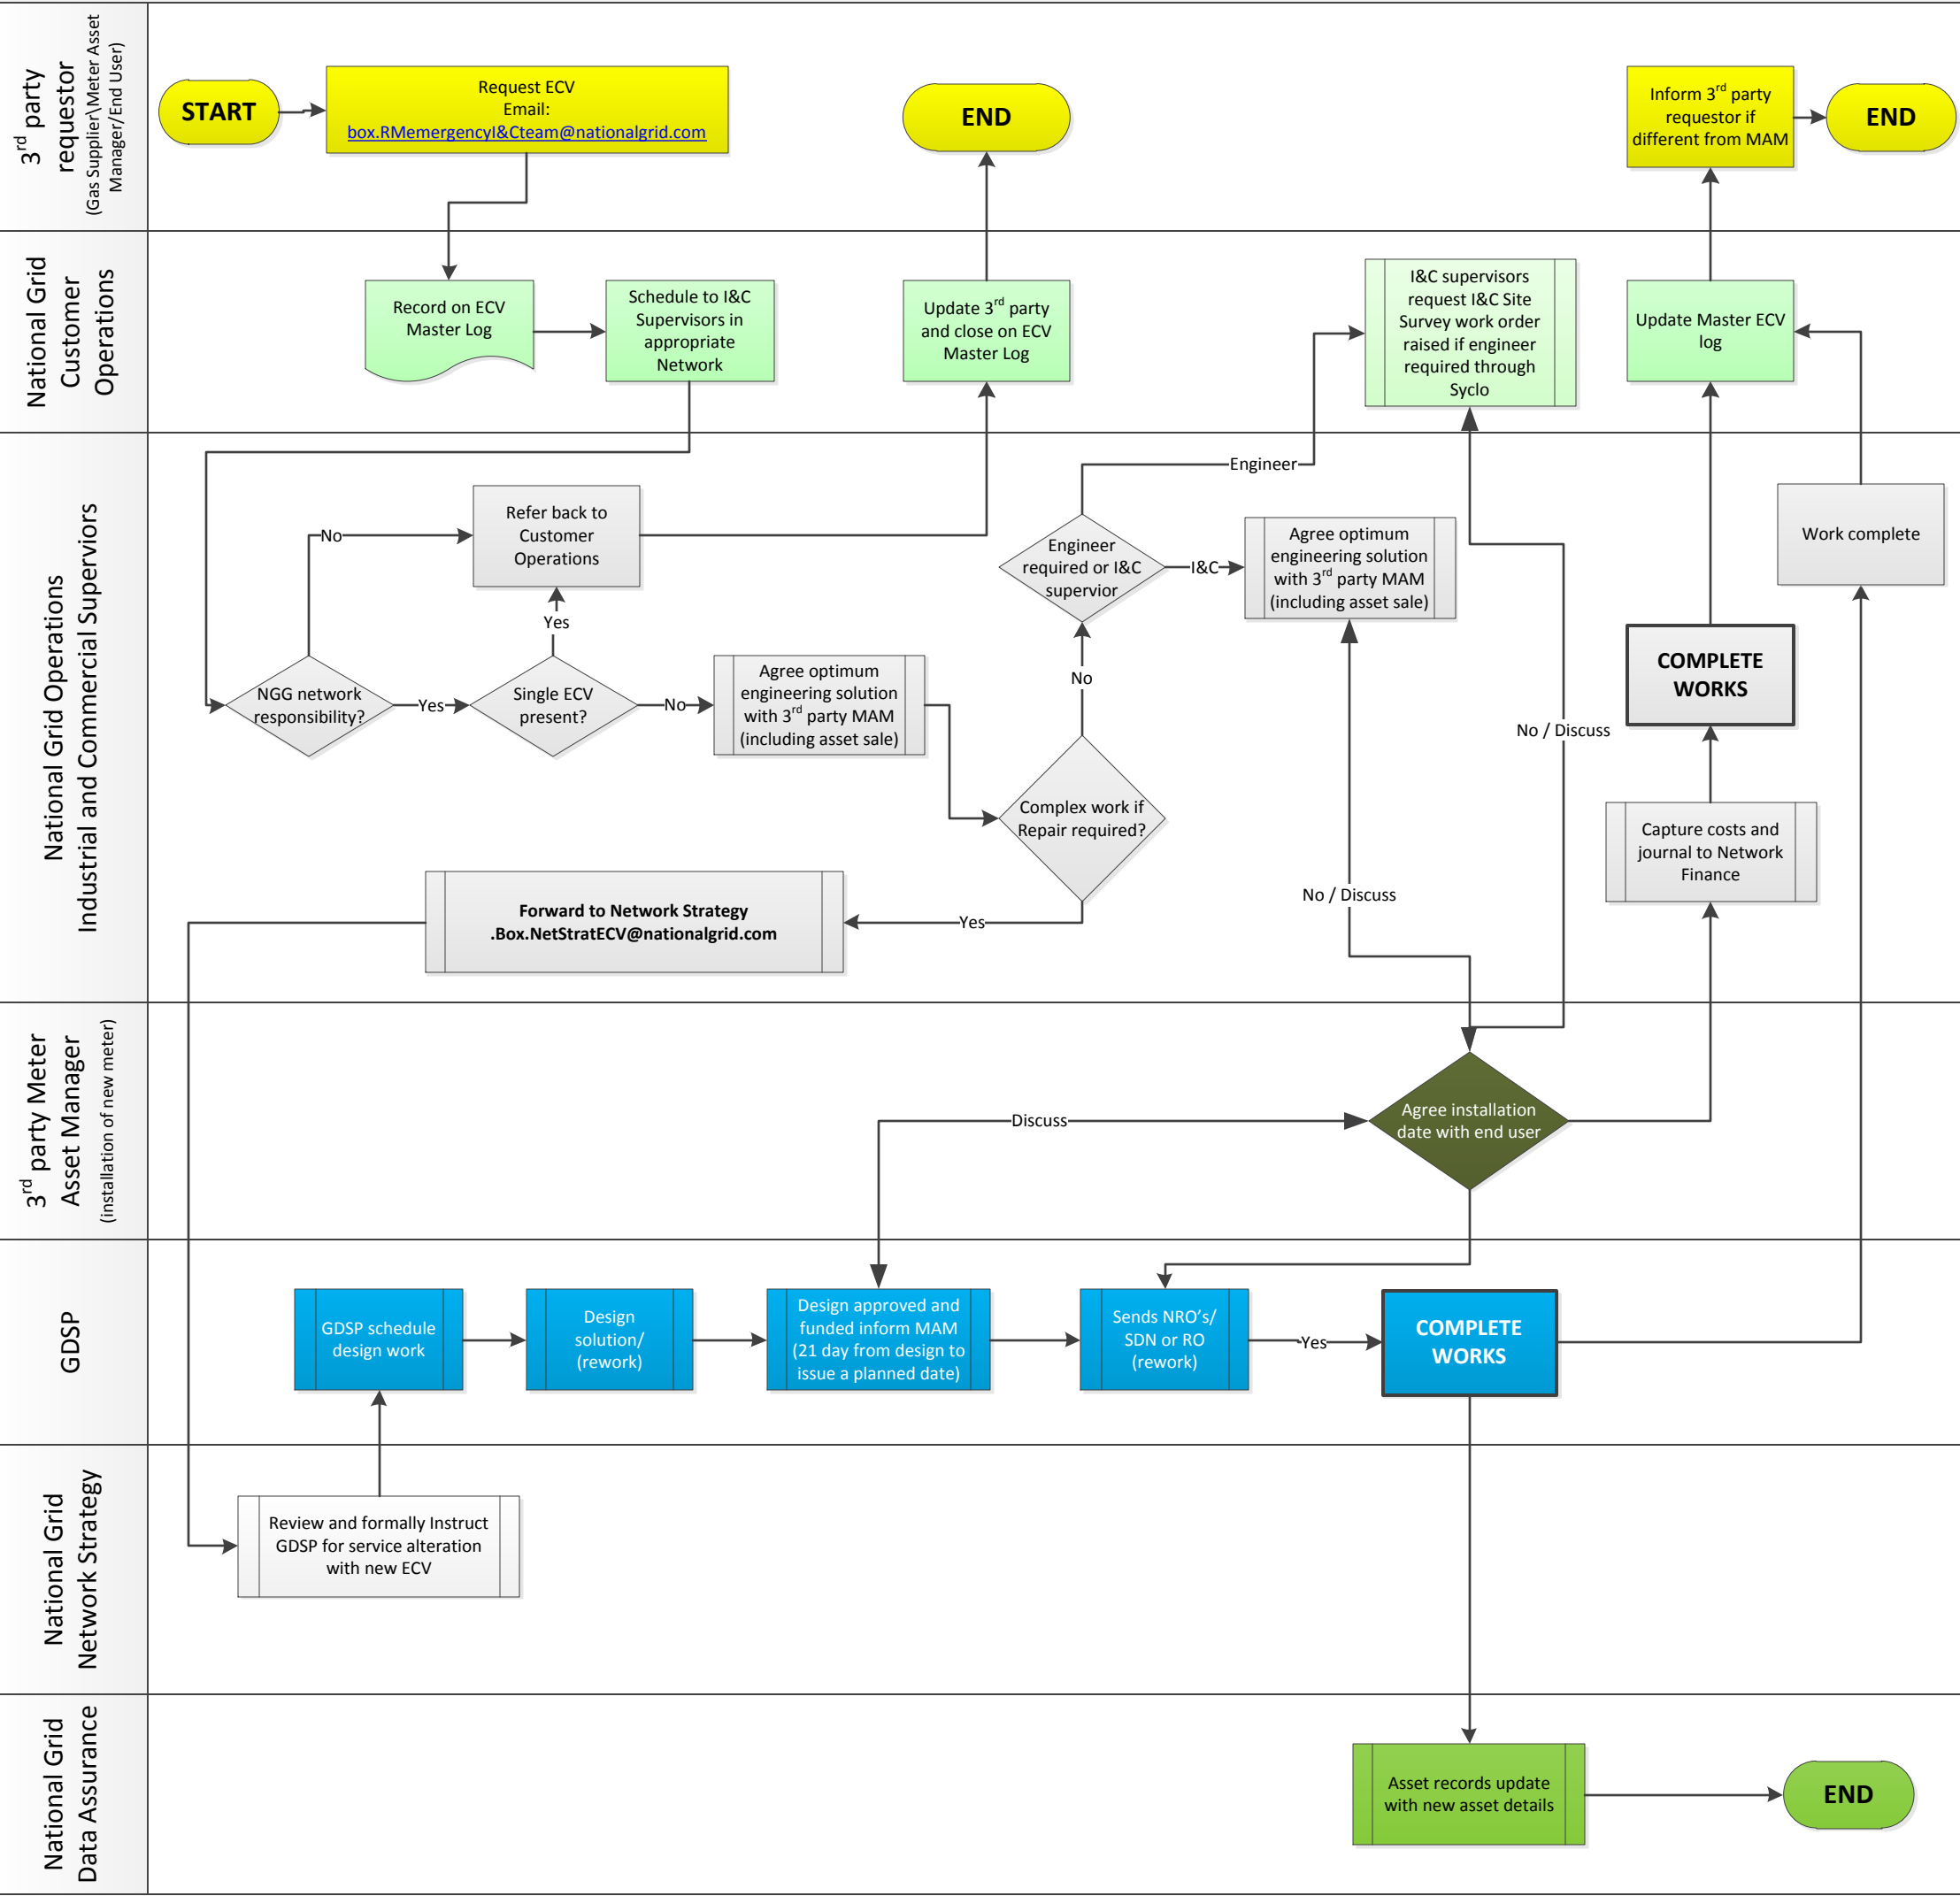 3rd party
requestor
(Gas Supplier\Meter Asset
Manager/End User)
START
Request ECV
Email:
box.RMemergencyI&Cteam@nationalgrid.com
END
Inform 3rd party
requestor if
different from MAM
END
National Grid
Customer
Operations
Record on ECV
Master Log
Schedule to I&C
Supervisors in
appropriate
Network
Update 3rd party
and close on ECV
Master Log
I&C supervisors
request I&C Site
Survey work order
raised if engineer
required through
Syclo
Update Master ECV
log
National Grid Operations
Industrial and Commercial Superviors
No
Refer back to
Customer
Operations
Engineer
Engineer
required or I&C
supervior
I&C
Agree optimum
engineering solution
with 3rd party MAM
(including asset sale)
Work complete
Yes
NGG network
responsibility?
Yes
Single ECV
present?
No
Agree optimum
engineering solution
with 3rd party MAM
(including asset sale)
No
COMPLETE
WORKS
No / Discuss
Complex work if
Repair required?
Capture costs and
journal to Network
Finance
No / Discuss
Forward to Network Strategy
.Box.NetStratECV@nationalgrid.com
Yes
3rd party Meter
Asset Manager
(installation of new meter)
Discuss
Agree installation
date with end user
GDSP
GDSP schedule
design work
Design
solution/
(rework)
Design approved and
funded inform MAM
(21 day from design to
issue a planned date)
Sends NRO's/
SDN or RO
(rework)
Yes
COMPLETE
WORKS
National Grid
Network Strategy
Review and formally Instruct
GDSP for service alteration
with new ECV
National Grid
Data Assurance
Asset records update
with new asset details
END